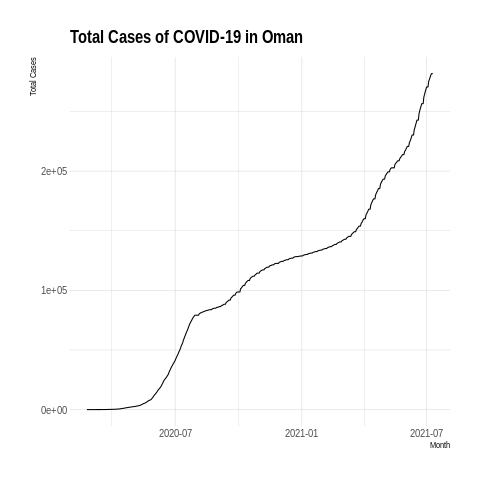 Total Cases of COVID-19 in Oman
Total Cases
2e+05
1e+05
0e+00
2020-07 2021-01 2021-07
Month